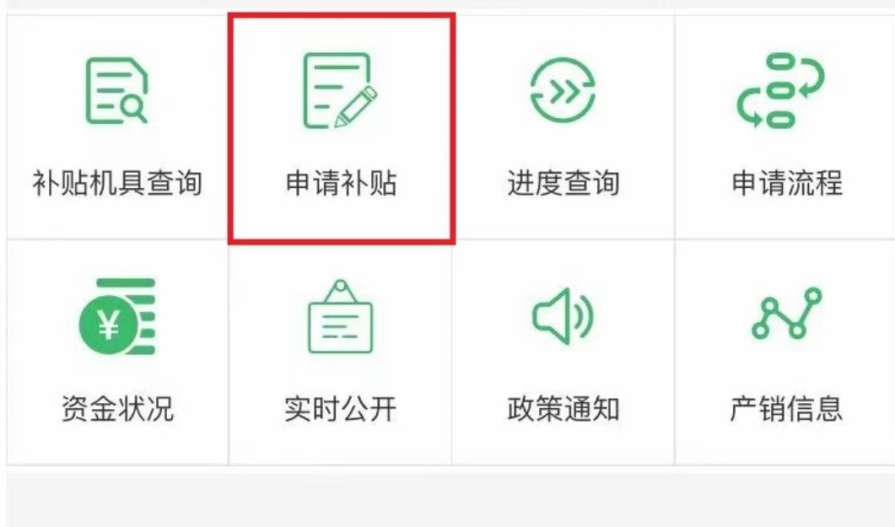 补贴机具查询
申请补贴
进度查询
申请流程
¥
资金状况
实时公开
政策通知
产销信息